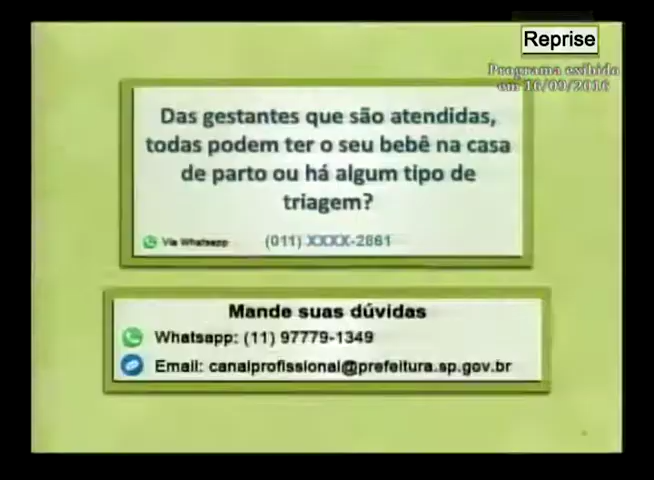 Reprise
Programa exibido
em 16/09/2016
Das gestantes que são atendidas,
todas podem ter o seu bebê na casa
de parto ou há algum tipo de
triagem?
Via Whatsapp (011) XXXX-2861
Mande suas dúvidas
Whatsapp: (11) 97779-1349
Email: canalprofissional@prefeitura.sp.gov.br